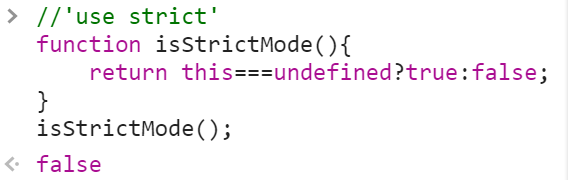 //'use strict'
function isStrictMode(){
    return this===undefined?true:false;
}
isStrictMode();
false